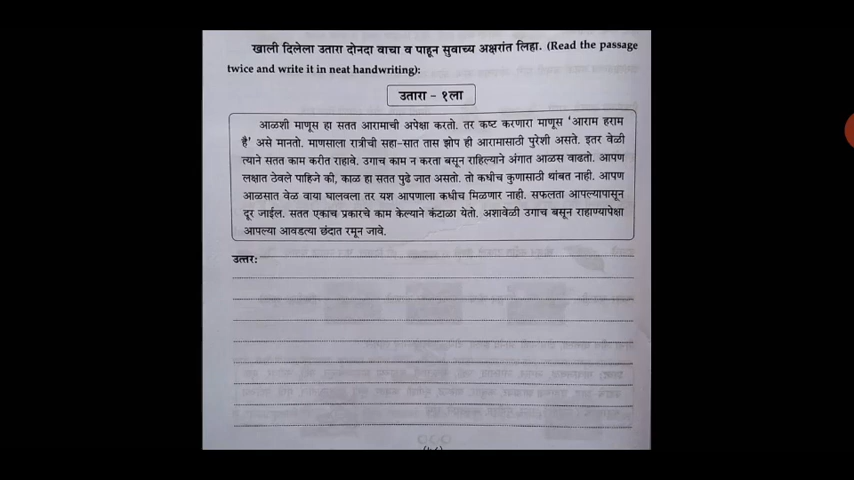 खाली दिलेला उतारा दोनदा वाचा व पाहून सुवाच्य अक्षरांत लिहा. (Read the passage
twice and write it in neat handwriting):
उतारा - १ला
आळशी माणूस हा सतत आरामाची अपेक्षा करतो. तर कष्ट करणारा माणूस 'आराम हराम
है' असे मानतो. माणसाला रात्रीची सहा-सात तास झोप ही आरामासाठी पुरेशी असते. इतर वेळी
त्याने सतत काम करीत राहावे. उगाच काम न करता बसून राहिल्याने अंगात आळस वाढतो. आपण
लक्षात ठेवले पाहिजे की, काळ हा सतत पुढे जात असतो. तो कधीच कुणासाठी थांबत नाही. आपण
आळसात वेळ वाया घालवला तर यश आपणाला कधीच मिळणार नाही. सफलता आपल्यापासून
दूर जाईल. सतत एकाच प्रकारचे काम केल्याने कंटाळा येतो. अशावेळी उगाच बसून राहाण्यापेक्षा
आपल्या आवडत्या छंदात रमून जावे.
उत्तर: